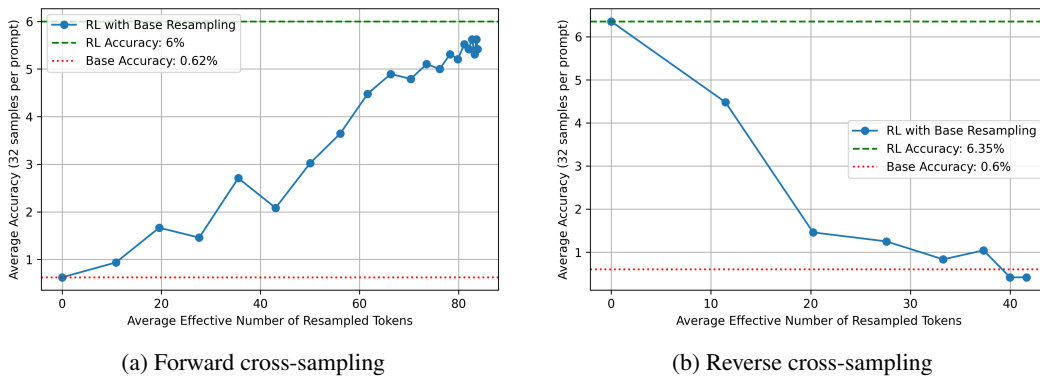 Average Accuracy (32 samples per prompt)
6
5
4
3
2
1
RL with Base Resampling
RL Accuracy: 6%
Base Accuracy: 0.62%
0 20 40 60 80
Average Effective Number of Resampled Tokens
(a) Forward cross-sampling
Average Accuracy (32 samples per prompt)
6
5
4
3
2
1
RL with Base Resampling
RL Accuracy: 6.35%
Base Accuracy: 0.6%
0 10 20 30 40
Average Effective Number of Resampled Tokens
(b) Reverse cross-sampling